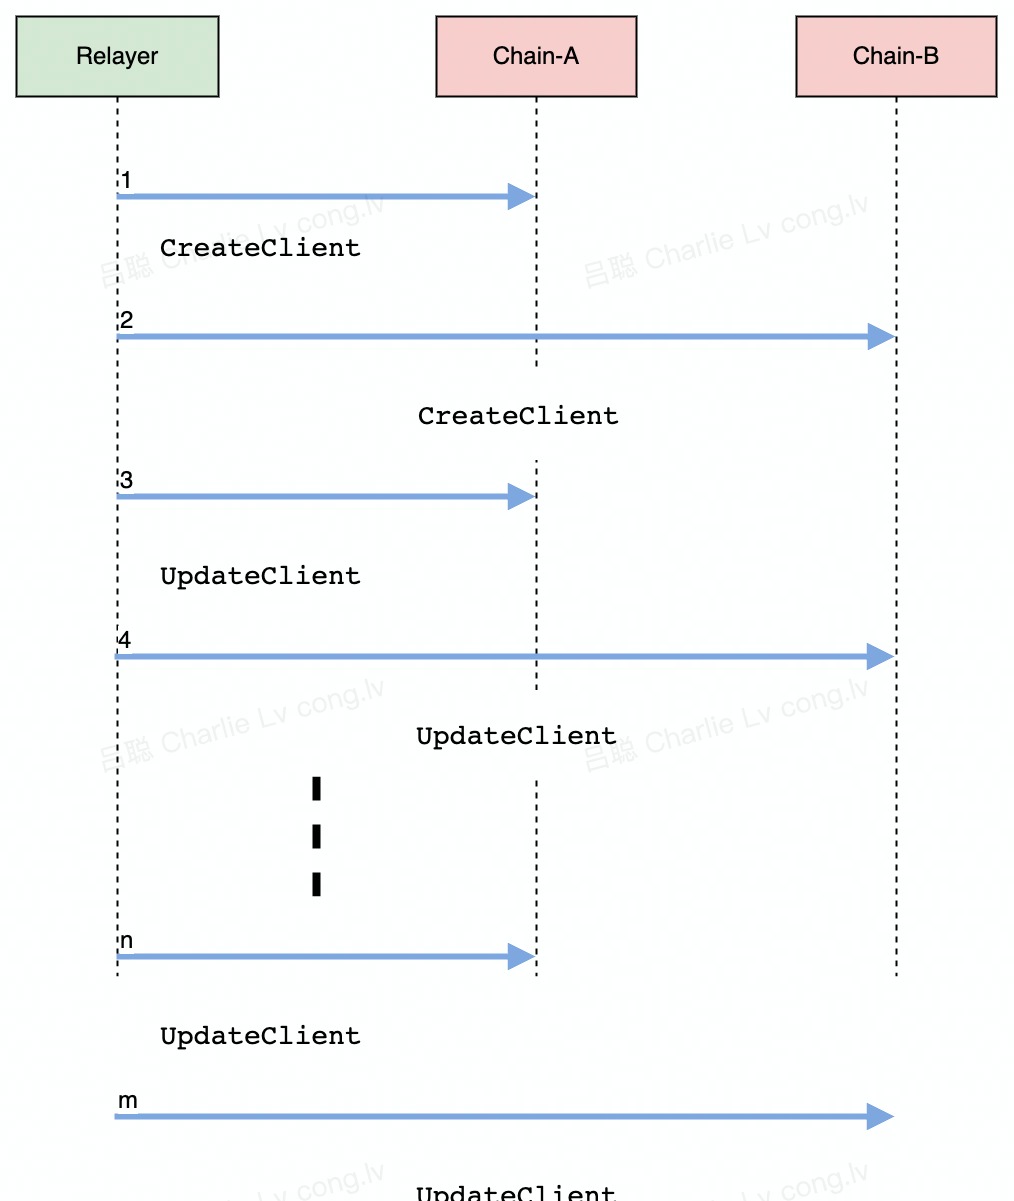 Relayer
Chain-A
Chain-B
1
吕聪 Charlie Lv cong.lv
吕聪 Charlie Lv cong.lv
CreateClient
2
CreateClient
3
UpdateClient
4
吕聪 Charlie Lv cong.lv
吕聪 Charlie Lv cong.lv
UpdateClient
n
UpdateClient
m
Lv cong.lv
Charlie Lv cong.lv
UpdateClient